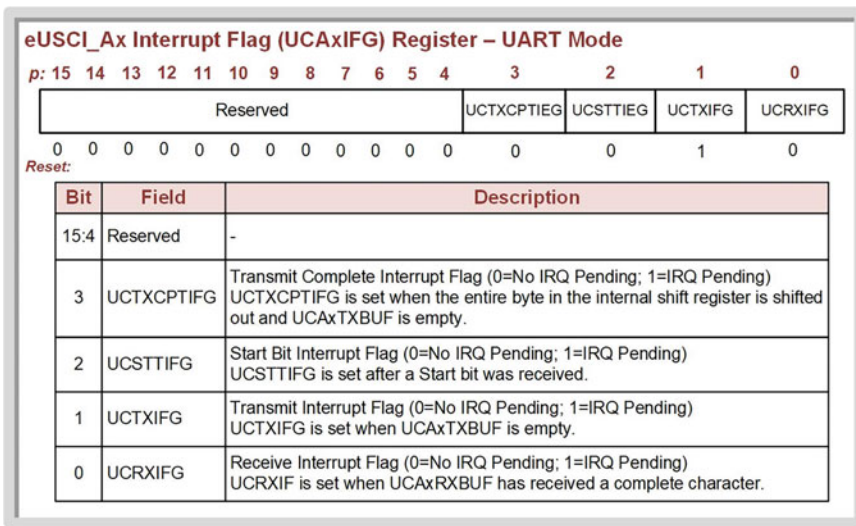 eUSCI_Ax Interrupt Flag (UCAxIFG) Register – UART Mode
p: 15 14 13 12 11 10 9 8 7 6 5 4 3 2 1 0
Reserved UCTXCPTIEG UCSTTIEG UCTXIFG UCRXIFG
0 0 0 0 0 0 0 0 0 0 0 0 0 0 1 0
Reset:
Bit Field Description
15:4 Reserved -
Transmit Complete Interrupt Flag (0=No IRQ Pending; 1=IRQ Pending)
3 UCTXCPTIFG UCTXCPTIFG is set when the entire byte in the internal shift register is shifted
out and UCAxTXBUF is empty.
2 UCSTTIFG Start Bit Interrupt Flag (0=No IRQ Pending; 1=IRQ Pending)
UCSTTIFG is set after a Start bit was received.
1 UCTXIFG Transmit Interrupt Flag (0=No IRQ Pending; 1=IRQ Pending)
UCTXIFG is set when UCAxTXBUF is empty.
0 UCRXIFG Receive Interrupt Flag (0=No IRQ Pending; 1=IRQ Pending)
UCRXIF is set when UCAxRXBUF has received a complete character.